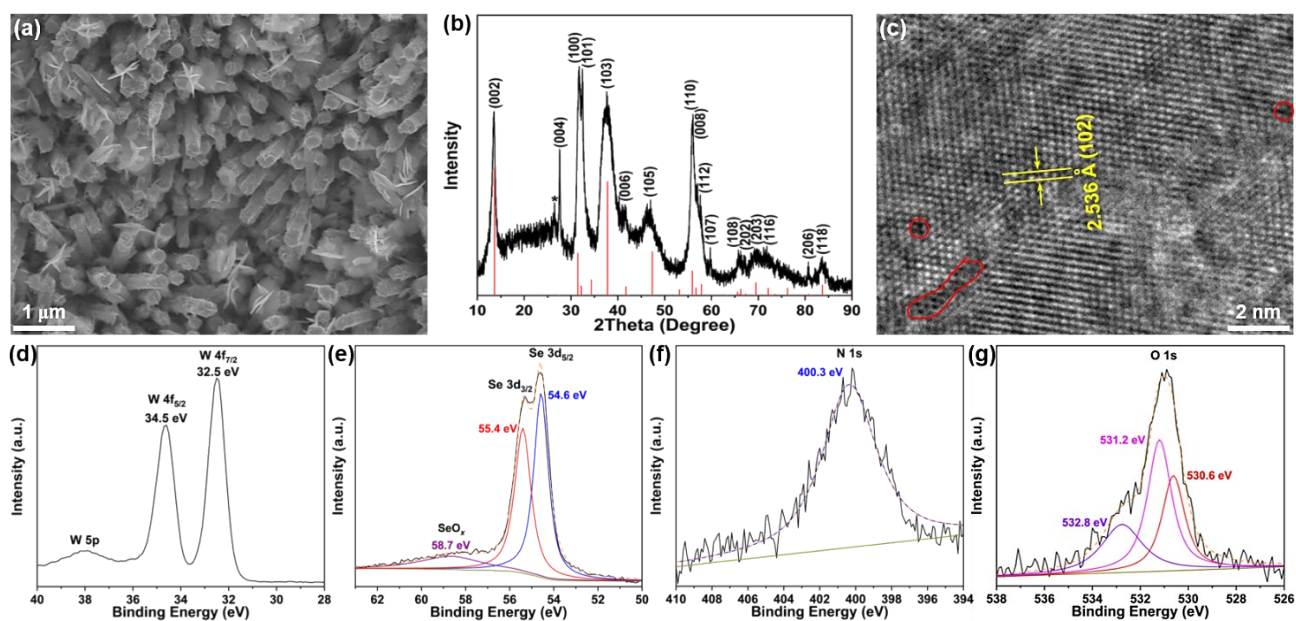 (a)
1 μm
(b)
Intensity
(002)
*
(004)
(100)
(101)
(103)
(006)
(105)
(110)
(008)
(112)
(107)
(108)
(202)
(203)
(116)
(206)
(118)
10 20 30 40 50 60 70 80 90
2Theta (Degree)
(c)
2.536 Å (102)
2 nm
(d)
Intensity (a.u.)
W 4f7/2
32.5 eV
W 4f5/2
34.5 eV
W 5p
40 38 36 34 32 30 28
Binding Energy (eV)
(e)
Intensity (a.u.)
Se 3d5/2
Se 3d3/2
54.6 eV
55.4 eV
SeOx
58.7 eV
62 60 58 56 54 52 50
Binding Energy (eV)
(f)
Intensity (a.u.)
N 1s
400.3 eV
410 408 406 404 402 400 398 396 394
Binding Energy (eV)
(g)
Intensity (a.u.)
O 1s
531.2 eV
530.6 eV
532.8 eV
538 536 534 532 530 528 526
Binding Energy (eV)